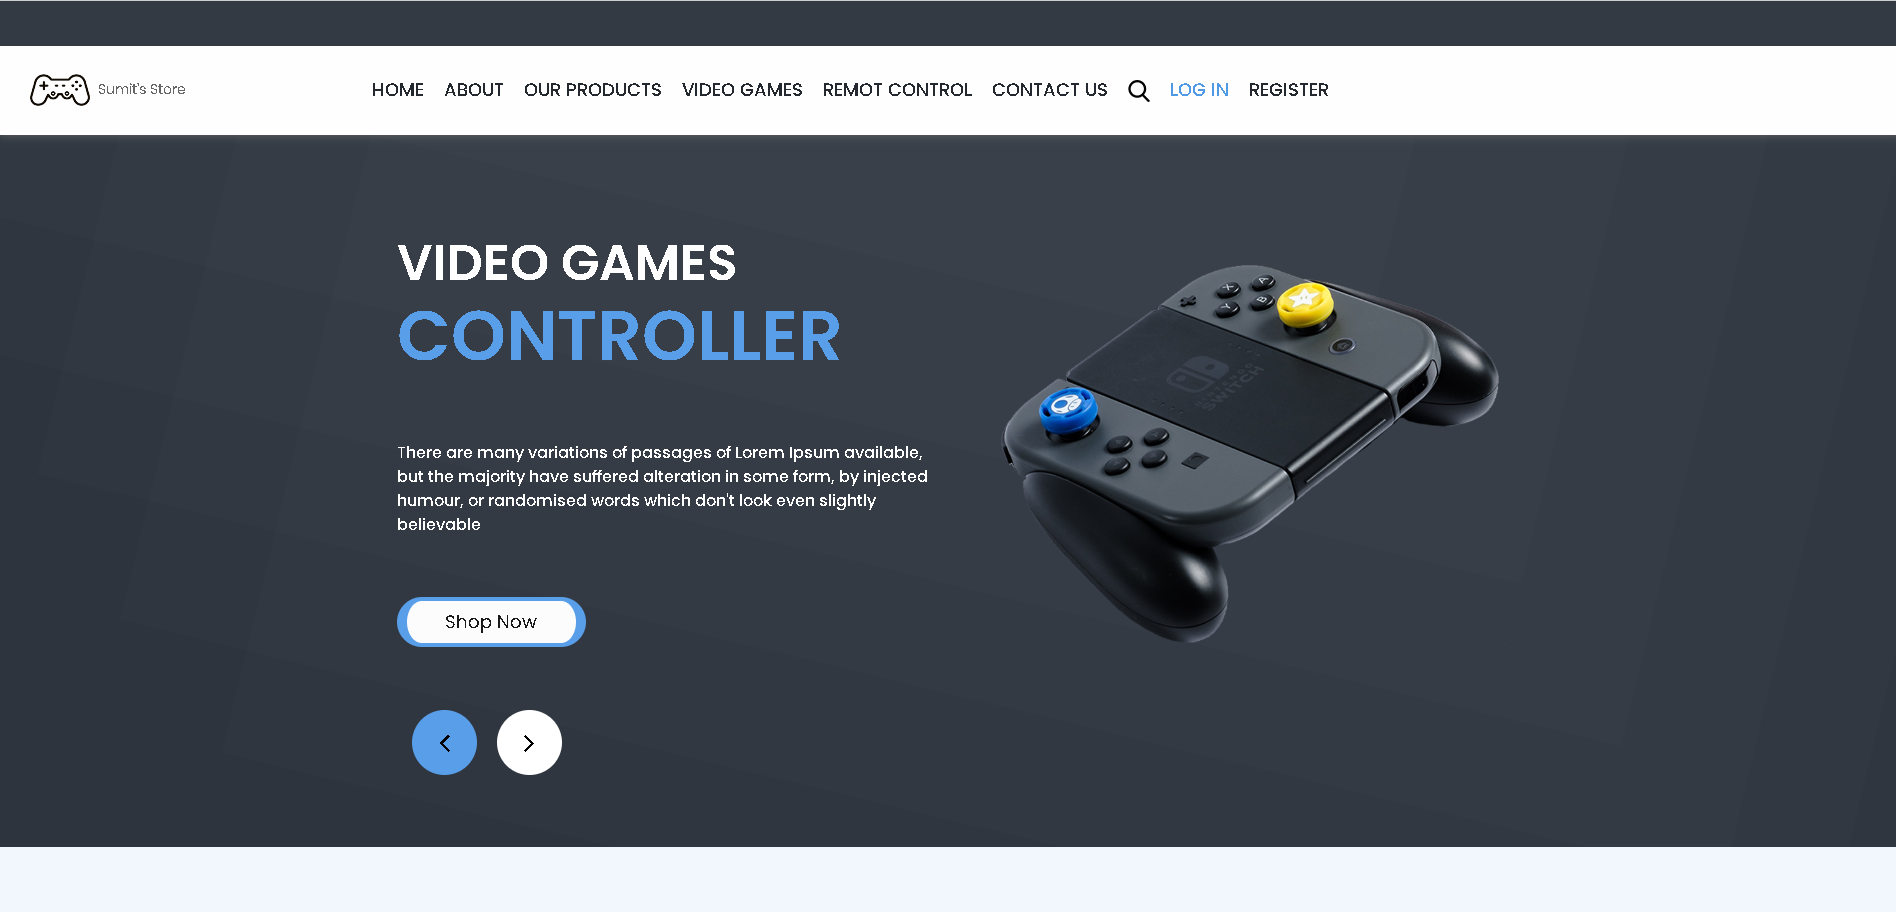 Sumit's Store
HOME ABOUT OUR PRODUCTS VIDEO GAMES REMOT CONTROL CONTACT US LOG IN REGISTER
VIDEO GAMES
CONTROLLER
There are many variations of passages of Lorem Ipsum available,
but the majority have suffered alteration in some form, by injected
humour, or randomised words which don't look even slightly
believable
Shop Now
X A
Y B
NINTENDO
SWITCH